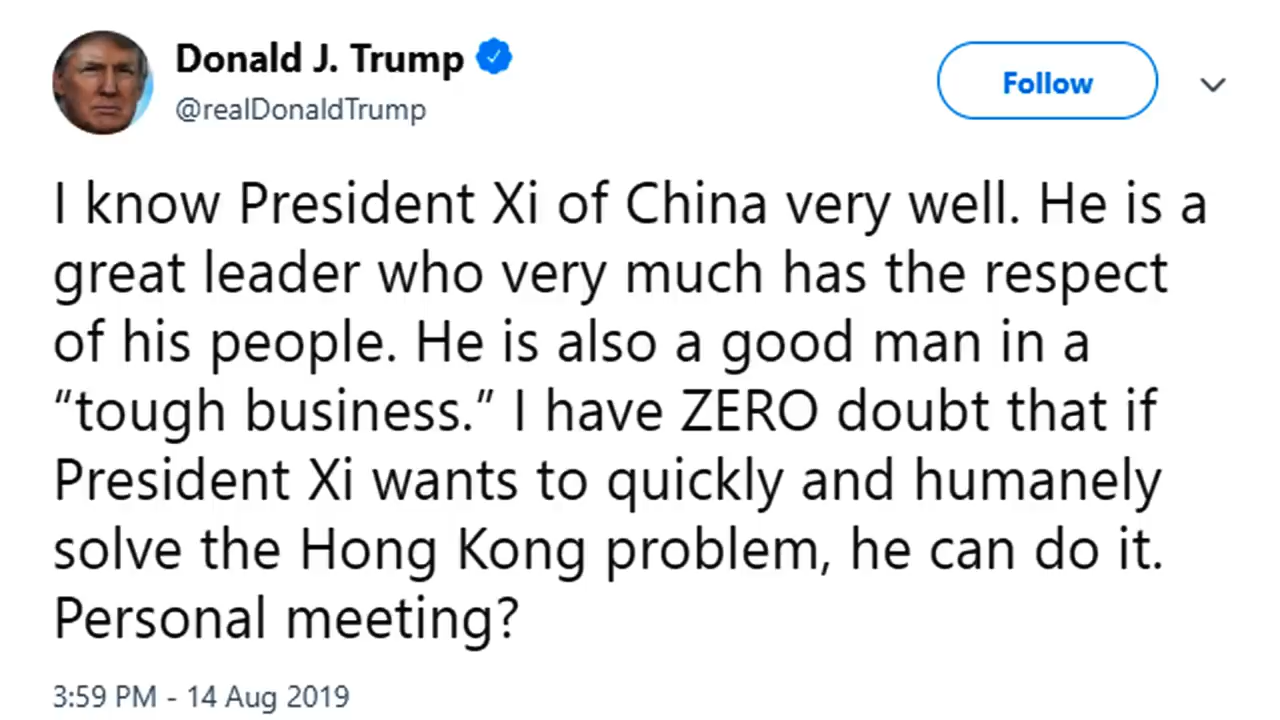 Donald J. Trump
@realDonaldTrump
Follow
I know President Xi of China very well. He is a
great leader who very much has the respect
of his people. He is also a good man in a
“tough business.” I have ZERO doubt that if
President Xi wants to quickly and humanely
solve the Hong Kong problem, he can do it.
Personal meeting?
3:59 PM - 14 Aug 2019